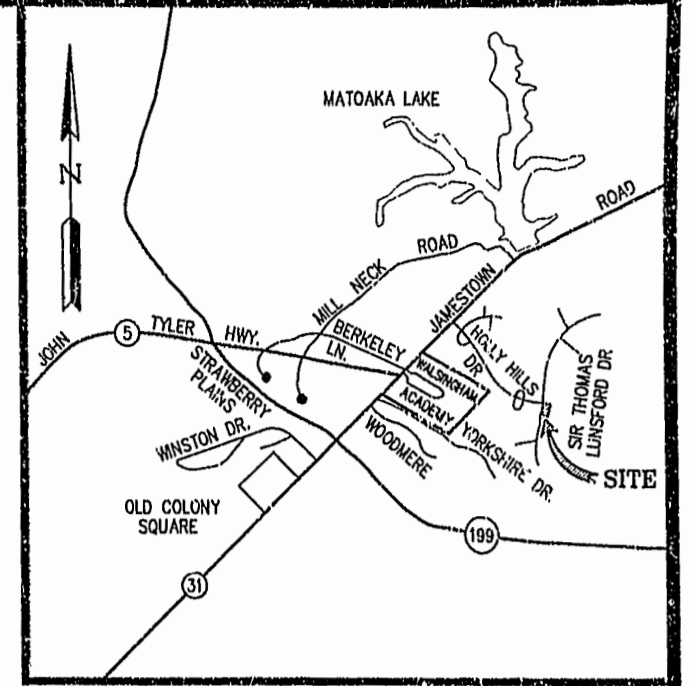 MATOAKA LAKE
N
ROAD
MILL NECK ROAD
JAMESTOWN
JOHN
5
TYLER HWY.
BERKELEY
LN.
HOLLY HILLS
DR
WALSINGHAM
ACADEMY
STRAWBERRY
PLAINS
WINSTON DR.
WOODMERE
YORKSHIRE DR.
SIR THOMAS
LUNSFORD DR
SITE
OLD COLONY
SQUARE
199
31